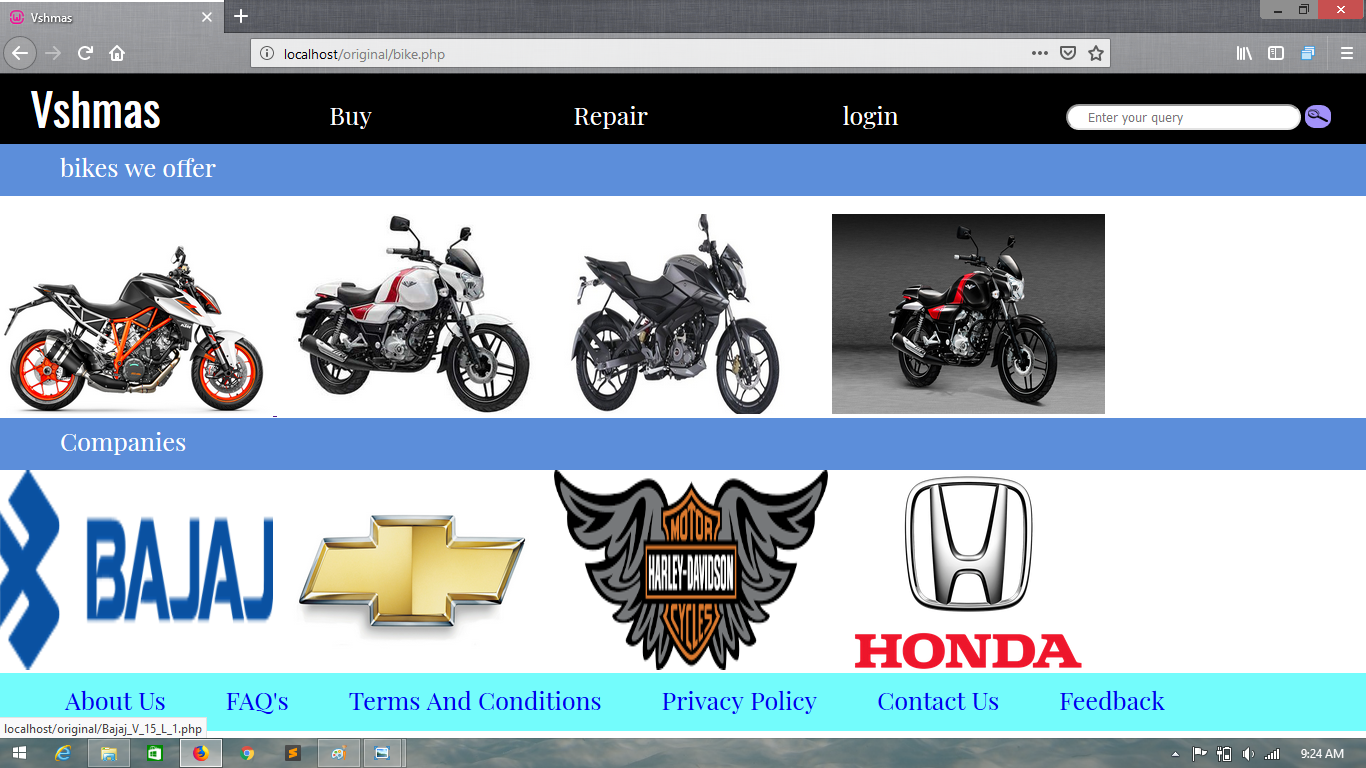 Vshmas
localhost/original/bike.php
Vshmas
Buy
Repair
login
Enter your query
bikes we offer
Companies
BAJAJ
MOTOR
HARLEY-DAVIDSON
CYCLES
HONDA
About Us
FAQ's
Terms And Conditions
Privacy Policy
Contact Us
Feedback
localhost/original/Bajaj_V_15_L_1.php
9:24 AM